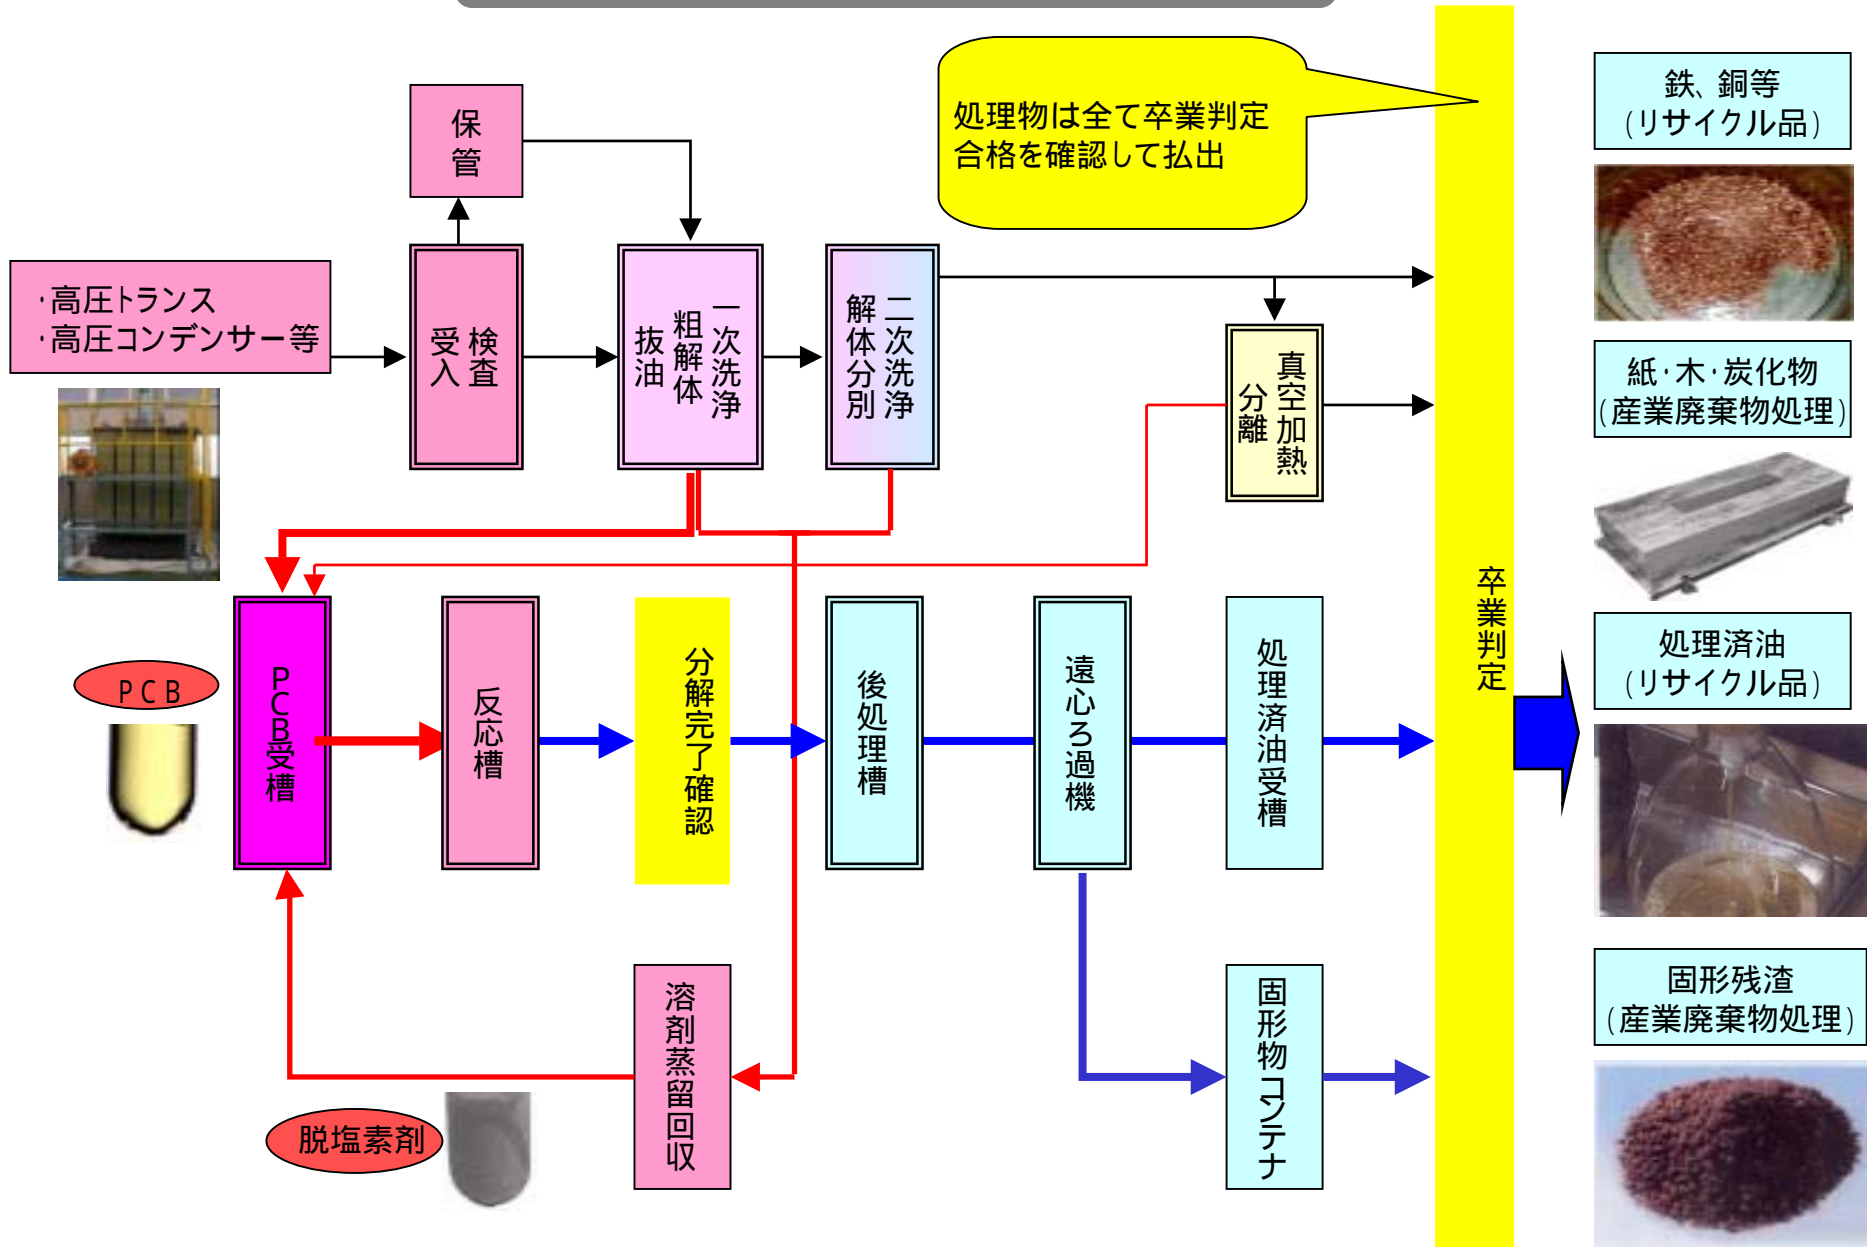 処理物は全て卒業判定
合格を確認して払出
保管
・高圧トランス
・高圧コンデンサー等
受入
検査
抜油
粗解体
一次洗浄
解体分別
二次洗浄
真空加熱
分離
卒業判定
PCB
PCB受槽
反応槽
分解完了確認
後処理槽
遠心ろ過機
処理済油受槽
溶剤蒸留回収
固形物コンテナ
脱塩素剤
鉄、銅等
(リサイクル品)
紙・木・炭化物
(産業廃棄物処理)
処理済油
(リサイクル品)
固形残渣
(産業廃棄物処理)